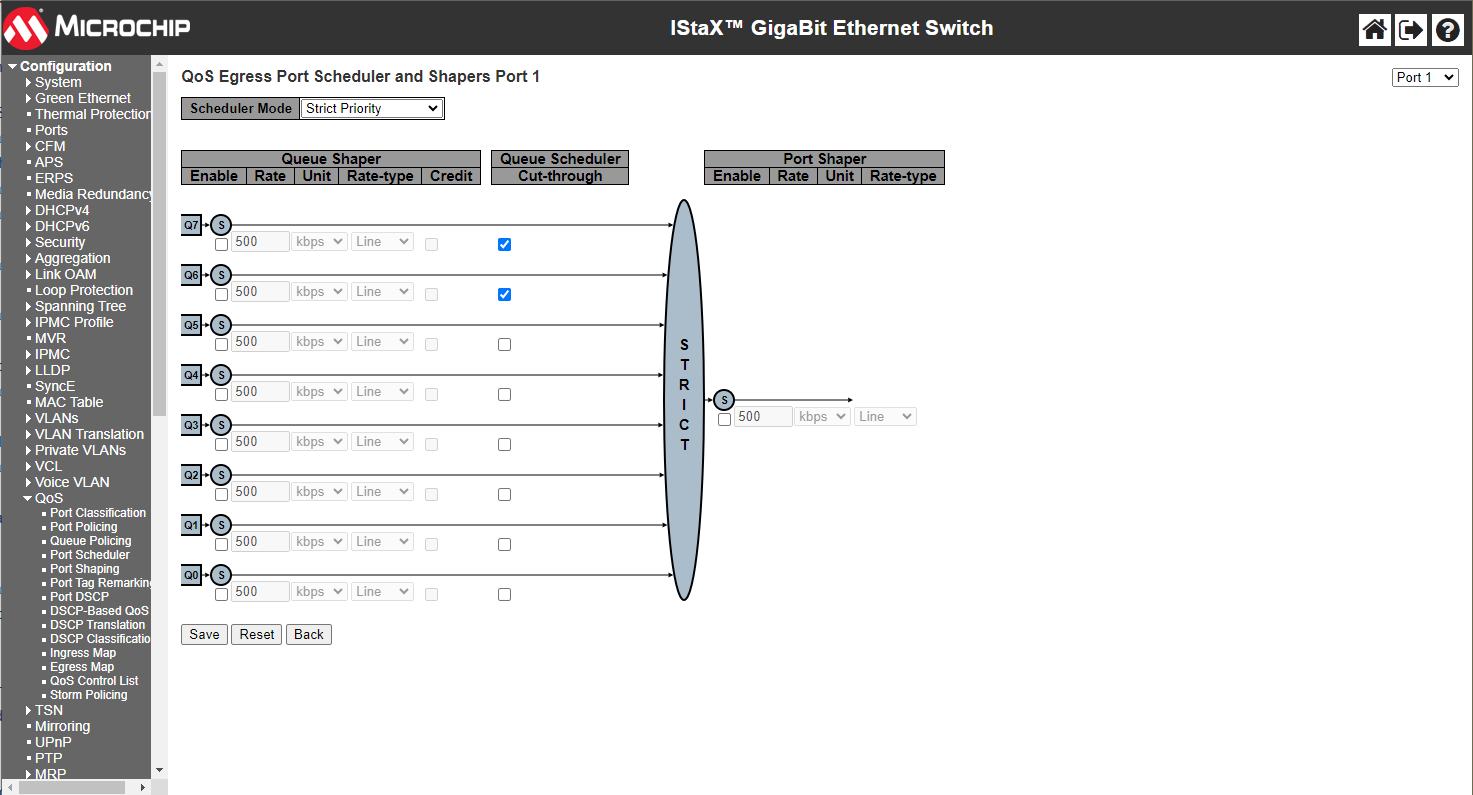 MICROCHIP
IStaX™ GigaBit Ethernet Switch
Configuration
System
Green Ethernet
Thermal Protection
Ports
CFM
APS
ERPS
Media Redundancy
DHCPv4
DHCPv6
Security
Aggregation
Link OAM
Loop Protection
Spanning Tree
IPMC Profile
MVR
IPMC
LLDP
SyncE
MAC Table
VLANs
VLAN Translation
Private VLANs
VCL
Voice VLAN
QoS
Port Classification
Port Policing
Queue Policing
Port Scheduler
Port Shaping
Port Tag Remarking
Port DSCP
DSCP-Based QoS
DSCP Translation
DSCP Classificatio
Ingress Map
Egress Map
QoS Control List
Storm Policing
TSN
Mirroring
UPnP
PTP
MRP
QoS Egress Port Scheduler and Shapers Port 1
Port 1
Scheduler Mode Strict Priority
Queue Shaper Queue Scheduler Port Shaper
Enable Rate Unit Rate-type Credit Cut-through Enable Rate Unit Rate-type
Q7 S
500 kbps Line
Q6 S
500 kbps Line
Q5 S
500 kbps Line
Q4 S
500 kbps Line
Q3 S
500 kbps Line
Q2 S
500 kbps Line
Q1 S
500 kbps Line
Q0 S
500 kbps Line
S
T
R
I
C
T
S
500 kbps Line
Save Reset Back